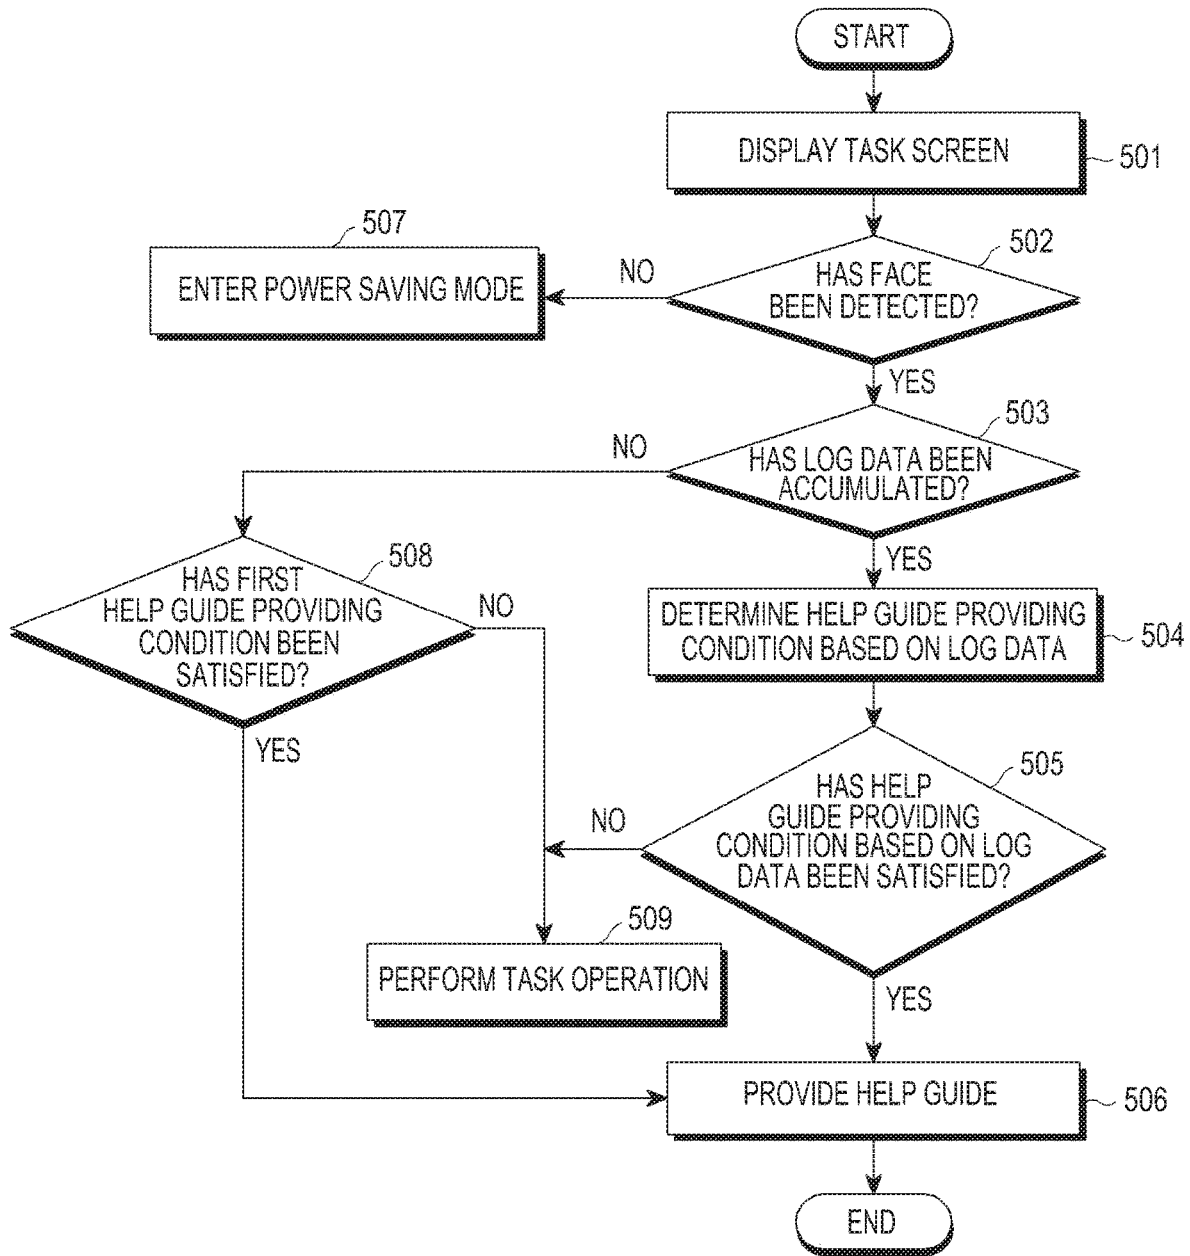 START
DISPLAY TASK SCREEN
501
507
ENTER POWER SAVING MODE
NO
502
HAS FACE
BEEN DETECTED?
YES
503
NO
HAS LOG DATA BEEN
ACCUMULATED?
YES
508
HAS FIRST
HELP GUIDE PROVIDING
CONDITION BEEN
SATISFIED?
NO
YES
DETERMINE HELP GUIDE PROVIDING
CONDITION BASED ON LOG DATA
504
505
HAS HELP
GUIDE PROVIDING
CONDITION BASED ON LOG
DATA BEEN SATISFIED?
NO
YES
509
PERFORM TASK OPERATION
PROVIDE HELP GUIDE
506
END